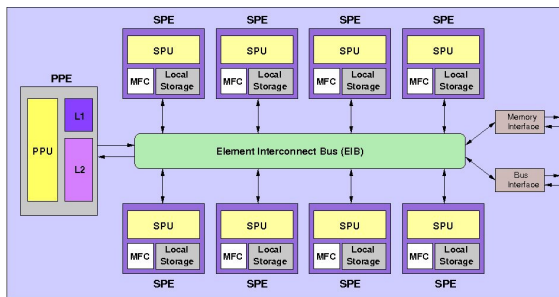 SPE
SPE
SPE
SPE
SPU
SPU
SPU
SPU
MFC
Local
Storage
MFC
Local
Storage
MFC
Local
Storage
MFC
Local
Storage
PPE
PPU
L1
L2
Element Interconnect Bus (EIB)
Memory
Interface
Bus
Interface
SPU
SPU
SPU
SPU
MFC
Local
Storage
MFC
Local
Storage
MFC
Local
Storage
MFC
Local
Storage
SPE
SPE
SPE
SPE